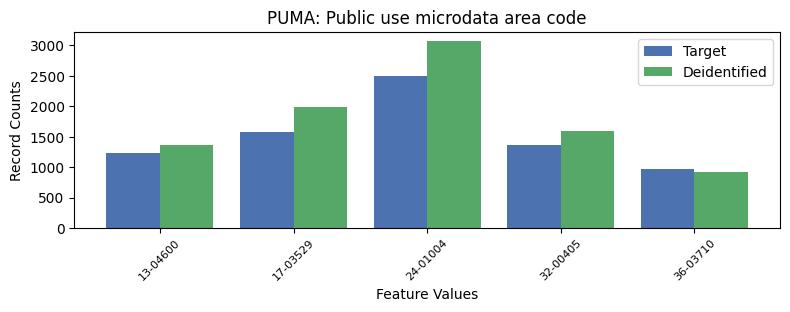 PUMA: Public use microdata area code
Target
Deidentified
Record Counts
3000
2500
2000
1500
1000
500
0
13-04600
17-03529
24-01004
32-00405
36-03710
Feature Values